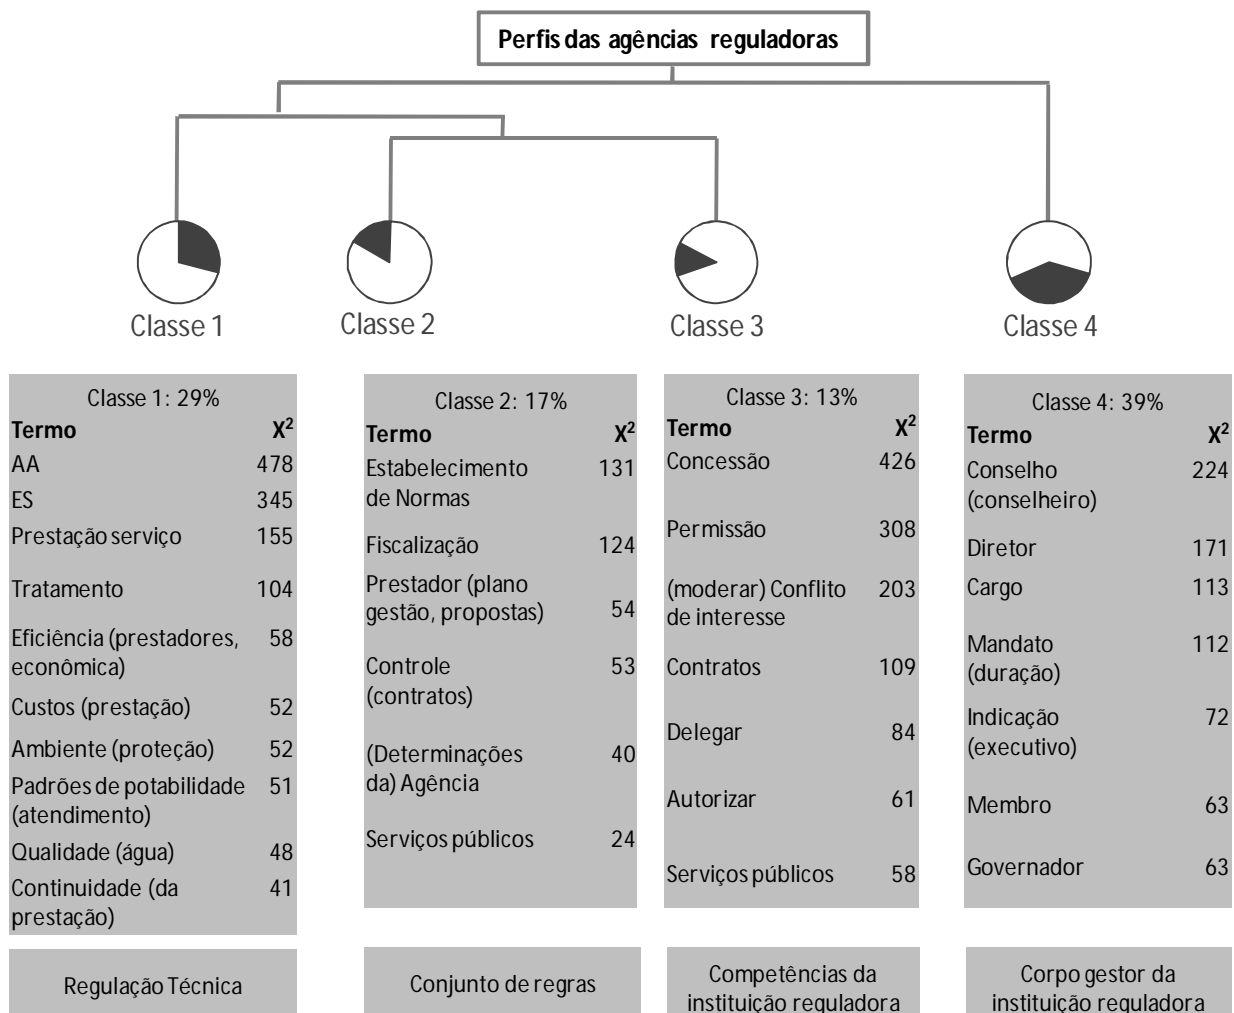 Perfis das agências reguladoras
Classe 1
Classe 2
Classe 3
Classe 4
Classe 1: 29%
Termo X²
AA 478
ES 345
Prestação serviço 155
Tratamento 104
Eficiência (prestadores, 58
econômica)
Custos (prestação) 52
Ambiente (proteção) 52
Padrões de potabilidade 51
(atendimento)
Qualidade (água) 48
Continuidade (da 41
prestação)
Regulação Técnica
Classe 2: 17%
Termo X²
Estabelecimento 131
de Normas
Fiscalização 124
Prestador (plano
gestão, propostas) 54
Controle 53
(contratos)
(Determinações 40
da) Agência
Serviços públicos 24
Conjunto de regras
Classe 3: 13%
Termo X²
Concessão 426
Permissão 308
(moderar) Conflito 203
de interesse
Contratos 109
Delegar 84
Autorizar 61
Serviços públicos 58
Competências da
instituição reguladora
Classe 4: 39%
Termo X²
Conselho 224
(conselheiro)
Diretor 171
Cargo 113
Mandato 112
(duração)
Indicação 72
(executivo)
Membro 63
Governador 63
Corpo gestor da
instituição reguladora